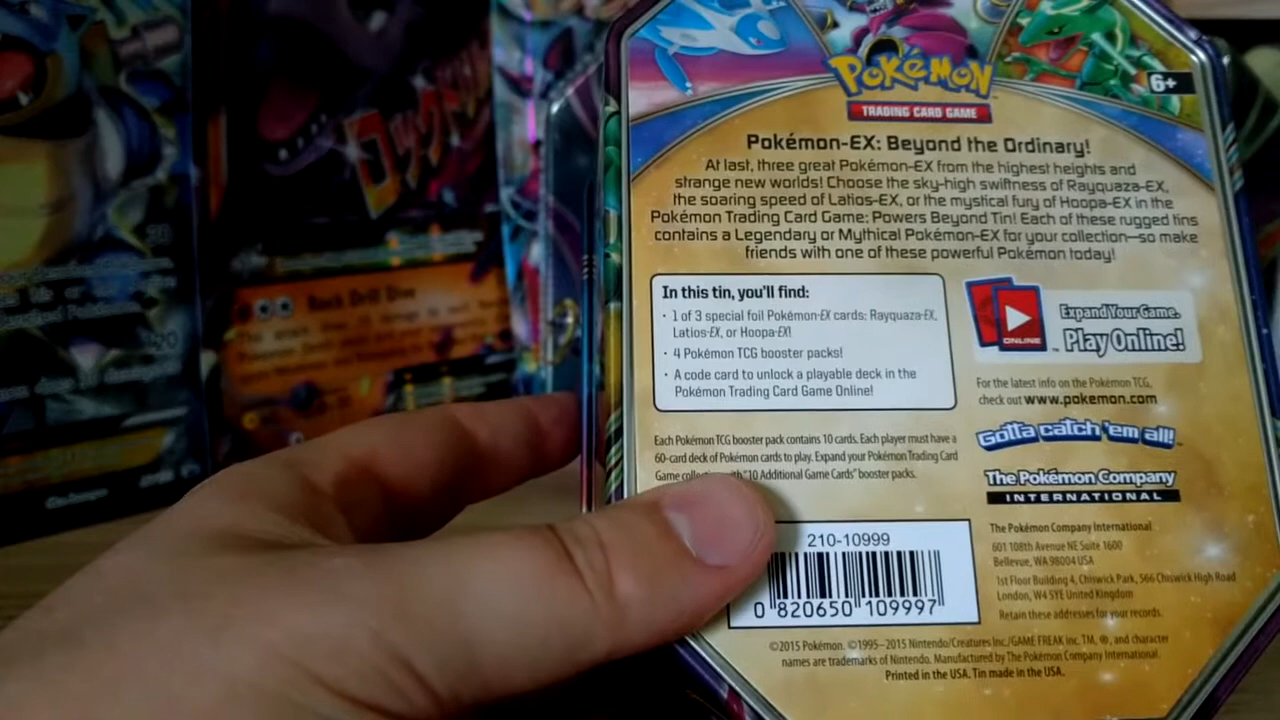 POKéMON
TRADING CARD GAME
6+
Pokémon-EX: Beyond the Ordinary!
At last, three great Pokémon-EX from the highest heights and
strange new worlds! Choose the sky-high swiftness of Rayquaza-EX,
the soaring speed of Latios-EX, or the mystical fury of Hoopa-EX in the
Pokémon Trading Card Game: Powers Beyond Tin! Each of these rugged tins
contains a Legendary or Mythical Pokémon-EX for your collection—so make
friends with one of these powerful Pokémon today!
In this tin, you'll find:
• 1 of 3 special foil Pokémon-EX cards: Rayquaza-EX,
Latios-EX, or Hoopa-EX!
• 4 Pokémon TCG booster packs!
• A code card to unlock a playable deck in the
Pokémon Trading Card Game Online!
ONLINE
Expand Your Game.
Play Online!
For the latest info on the Pokémon TCG,
check out www.pokemon.com
Gotta catch 'em all!
Each Pokémon TCG booster pack contains 10 cards. Each player must have a
60-card deck of Pokémon cards to play. Expand your Pokémon Trading Card
Game "10 Additional Game Cards" booster packs.
The Pokémon Company
INTERNATIONAL
210-10999
0 820650 109997
The Pokémon Company International
601 108th Avenue NE Suite 1600
Bellevue, WA 98004 USA
1st Floor Building 4, Chiswick Park, 566 Chiswick High Road
London, W4 5YE United Kingdom
Retain these addresses for your records.
©2015 Pokémon. ©1995–2015 Nintendo/Creatures Inc./GAME FREAK inc. TM, ®, and character
names are trademarks of Nintendo. Manufactured by The Pokémon Company International.
Printed in the USA. Tin made in the USA.
ロックドリル
Rock Drill Dive